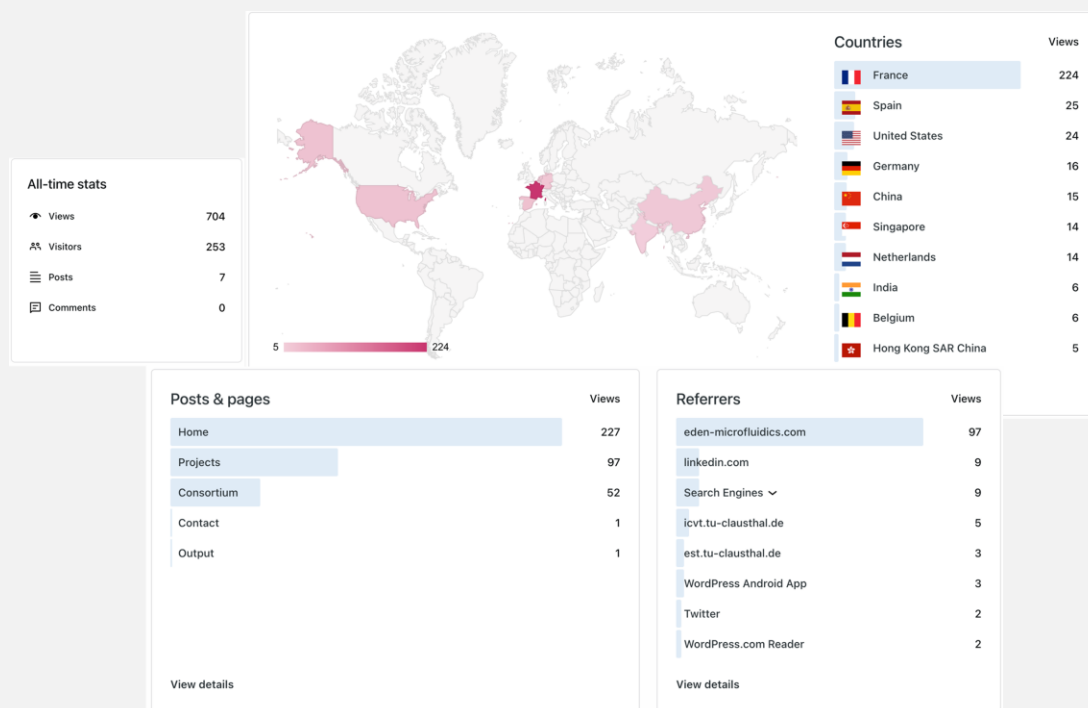 All-time stats
Views 704
Visitors 253
Posts 7
Comments 0
5 224
Countries Views
France 224
Spain 25
United States 24
Germany 16
China 15
Singapore 14
Netherlands 14
India 6
Belgium 6
Hong Kong SAR China 5
Posts & pages Views
Home 227
Projects 97
Consortium 52
Contact 1
Output 1
View details
Referrers Views
eden-microfluidics.com 97
linkedin.com 9
Search Engines 9
icvt.tu-clausthal.de 5
est.tu-clausthal.de 3
WordPress Android App 3
Twitter 2
WordPress.com Reader 2
View details